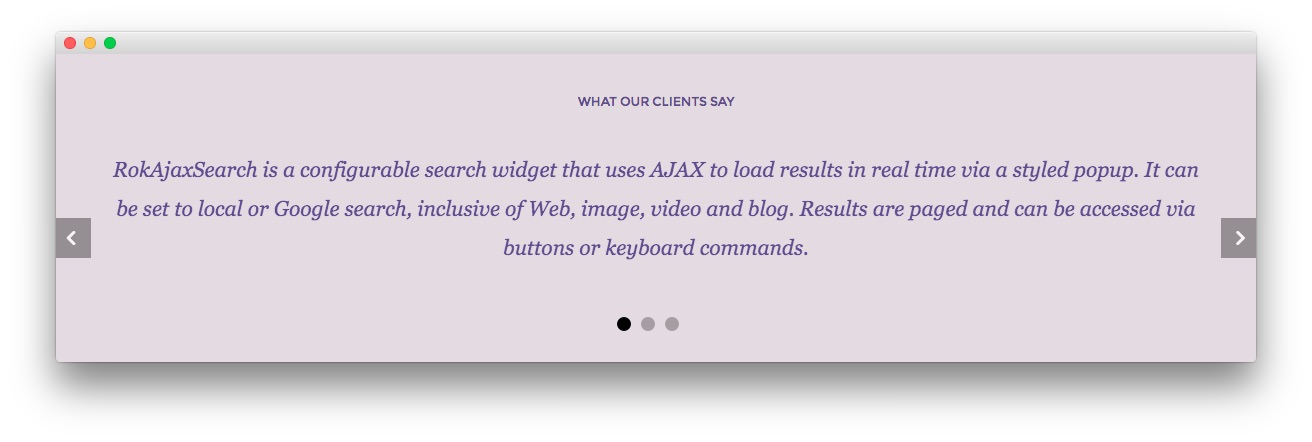 WHAT OUR CLIENTS SAY
RokAjaxSearch is a configurable search widget that uses AJAX to load results in real time via a styled popup. It can
be set to local or Google search, inclusive of Web, image, video and blog. Results are paged and can be accessed via
buttons or keyboard commands.